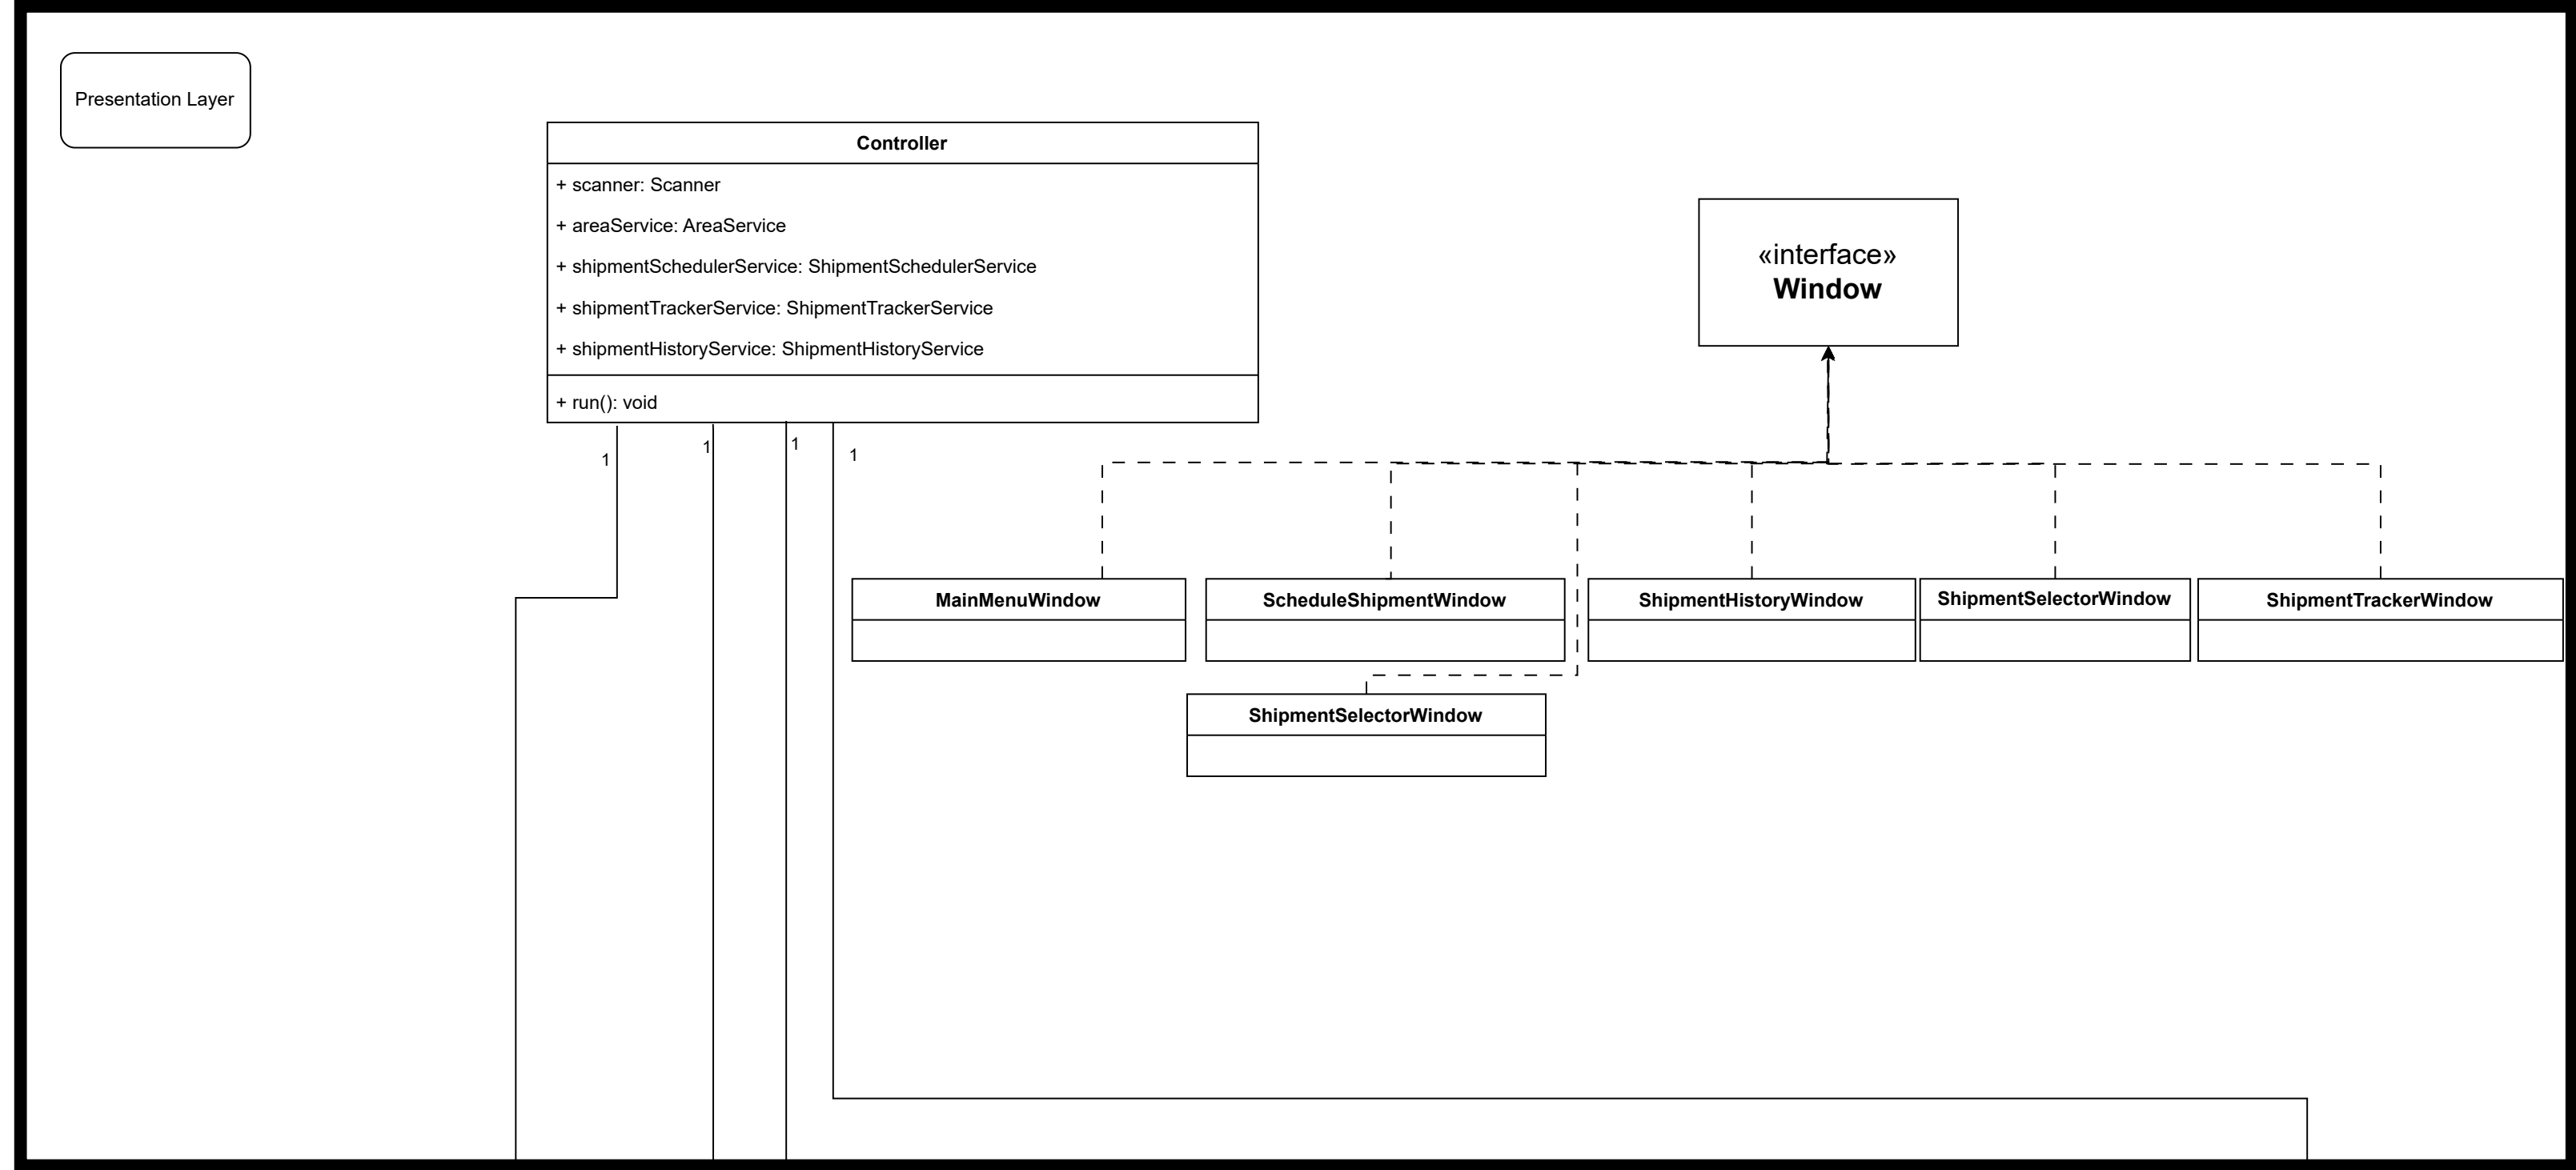 Presentation Layer
Controller
+ scanner: Scanner
+ areaService: AreaService
+ shipmentSchedulerService: ShipmentSchedulerService
+ shipmentTrackerService: ShipmentTrackerService
+ shipmentHistoryService: ShipmentHistoryService
+ run(): void
«interface»
Window
1
1
1
1
MainMenuWindow
ScheduleShipmentWindow
ShipmentHistoryWindow
ShipmentSelectorWindow
ShipmentTrackerWindow
ShipmentSelectorWindow